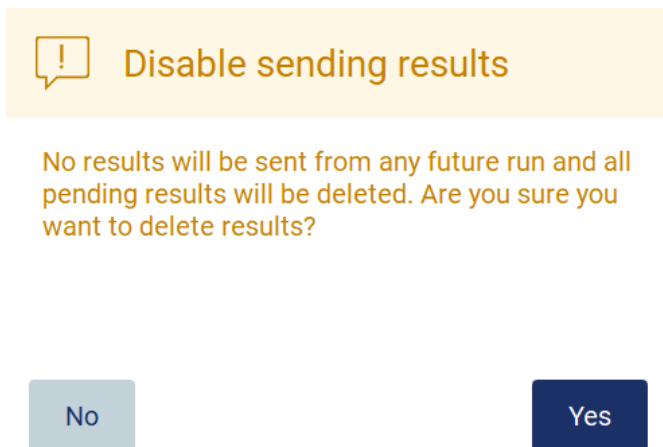 !
Disable sending results
No results will be sent from any future run and all
pending results will be deleted. Are you sure you
want to delete results?
No
Yes